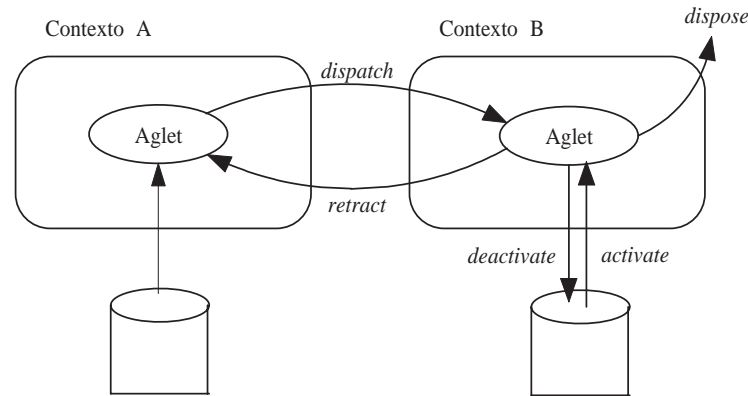 dispose
Contexto A
Contexto B
dispatch
Aglet
Aglet
retract
deactivate
activate